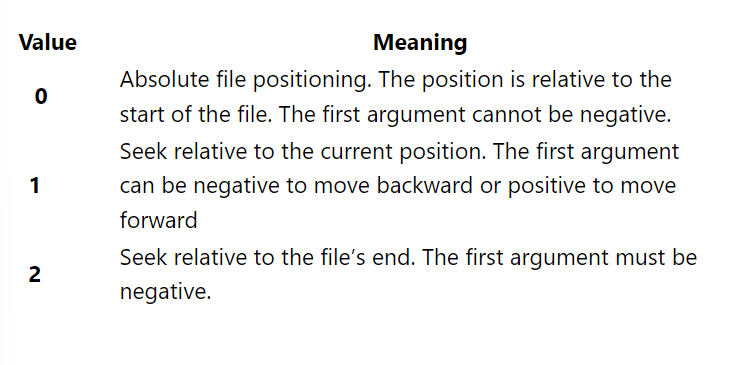 Value Meaning
0 Absolute file positioning. The position is relative to the
start of the file. The first argument cannot be negative.
1 Seek relative to the current position. The first argument
can be negative to move backward or positive to move
forward
2 Seek relative to the file’s end. The first argument must be
negative.